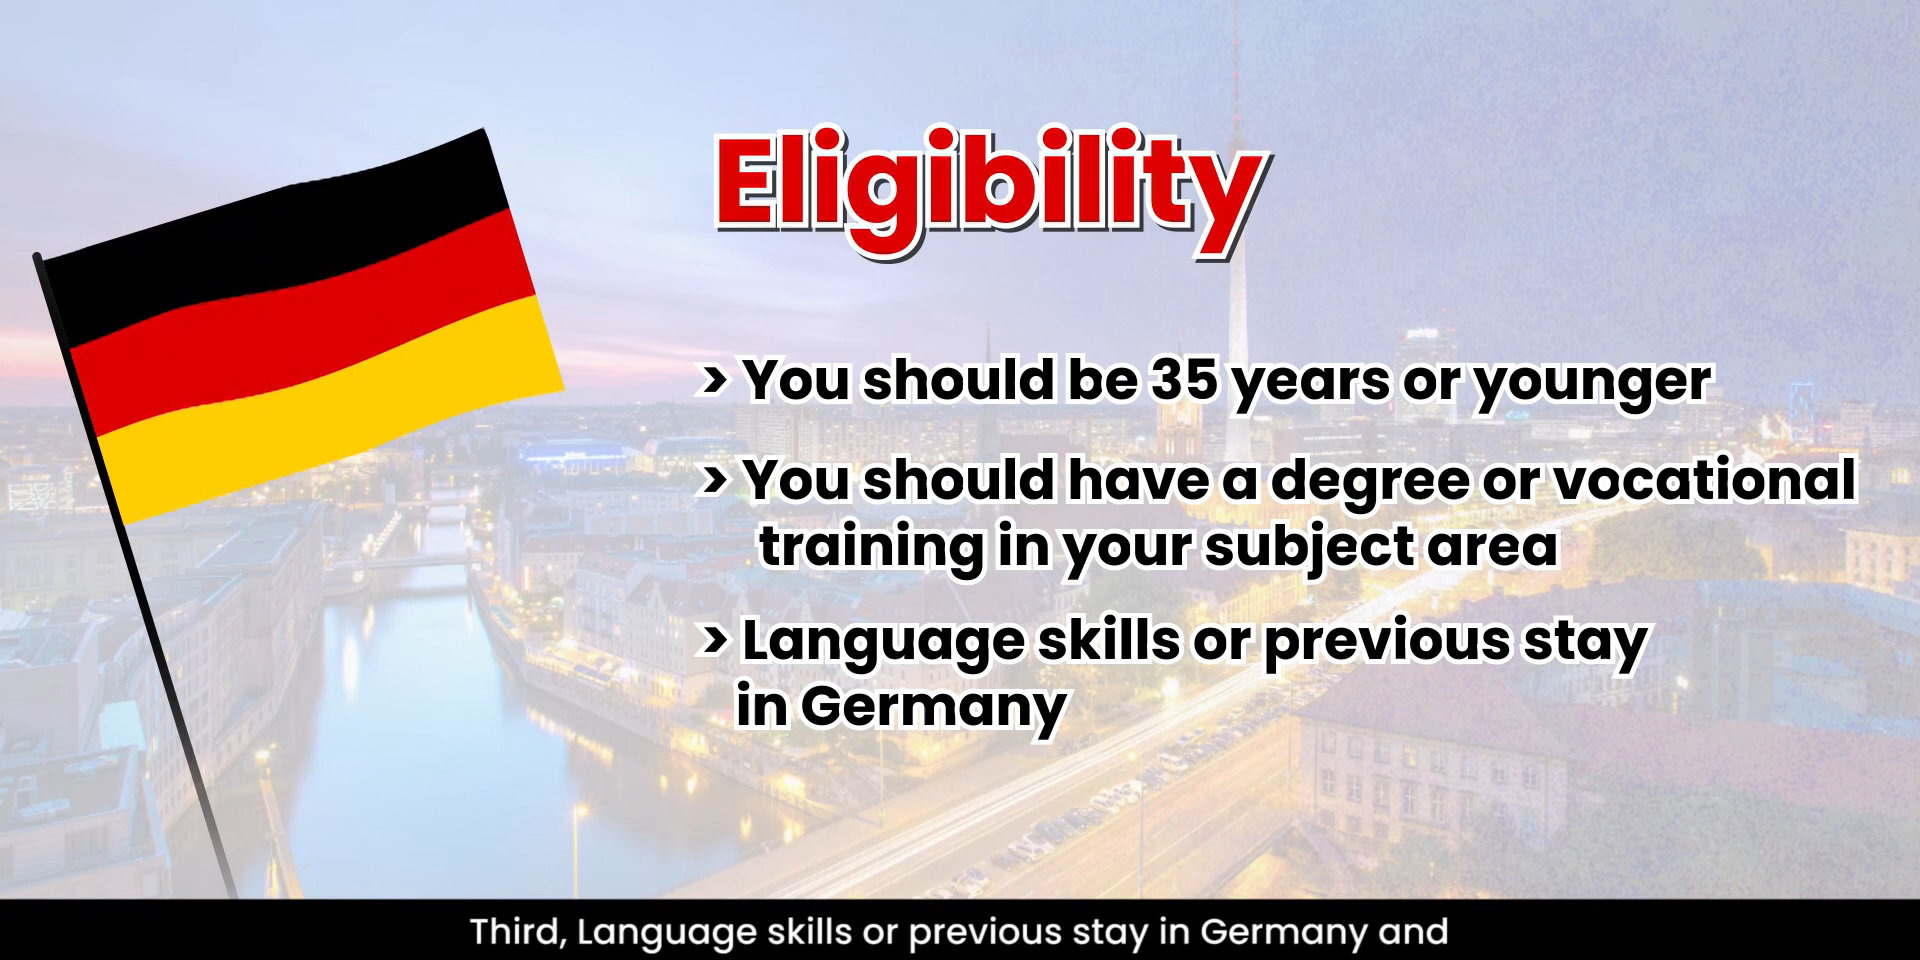 Eligibility
> You should be 35 years or younger
> You should have a degree or vocational
training in your subject area
> Language skills or previous stay
in Germany
Third, Language skills or previous stay in Germany and